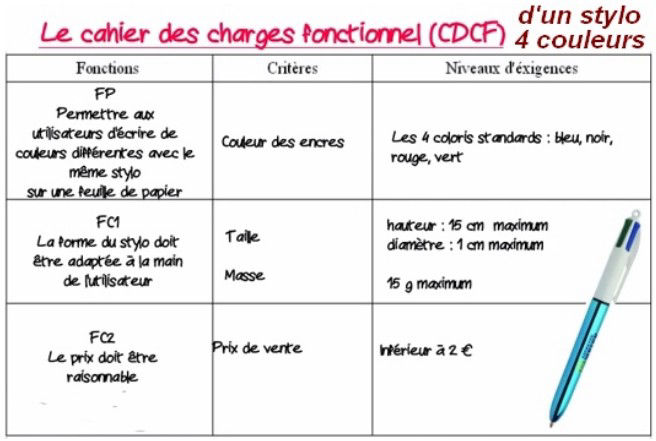 Le cahier des charges fonctionnel (CDCF)
d'un stylo
4 couleurs
Fonctions
Critères
Niveaux d'éxigences
FP
Permettre aux
utilisateurs d'écrire de
couleurs différentes avec le
même stylo
sur une feuille de papier
Couleur des encres
Les 4 coloris standards : bleu, noir,
rouge, vert
FC1
La forme du stylo doit
être adaptée à la main
de l'utilisateur
Taille
Masse
hauteur : 15 cm maximum
diamètre : 1 cm maximum
15 g maximum
FC2
Le prix doit être
raisonnable
Prix de vente
Inférieur à 2 €